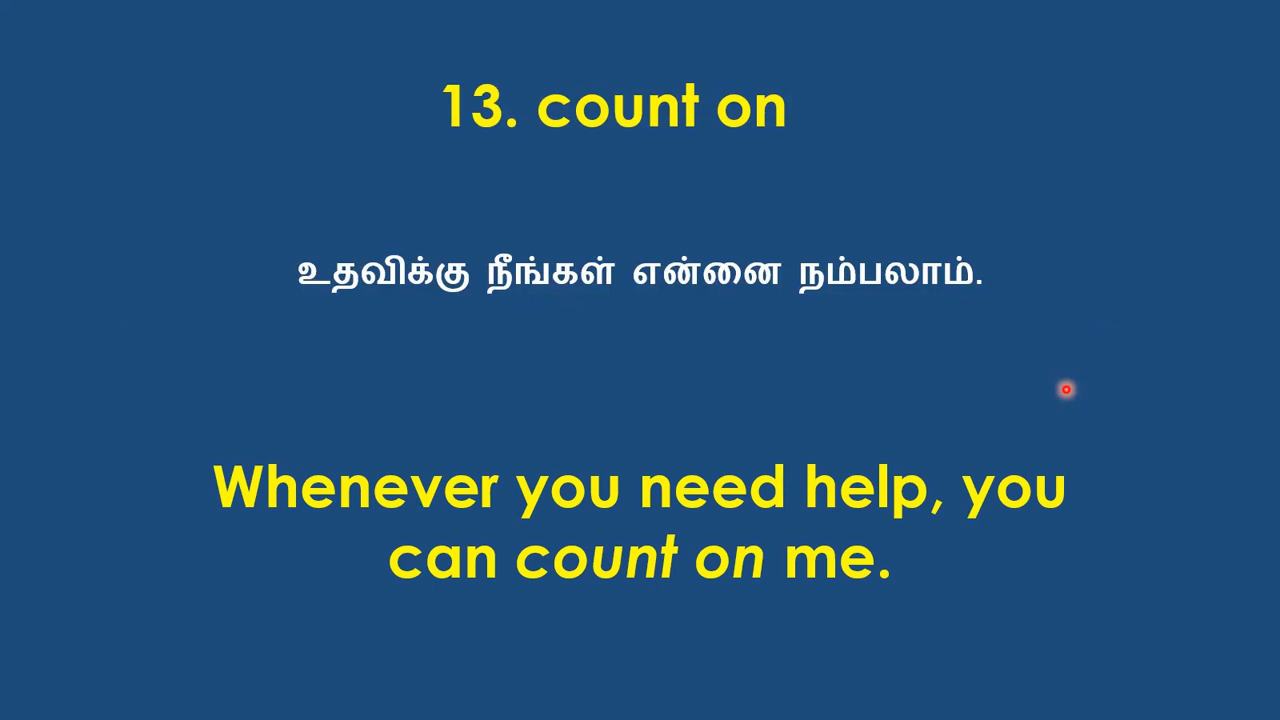 13. count on
உதவிக்கு நீங்கள் என்னை நம்பலாம்.
Whenever you need help, you
can count on me.